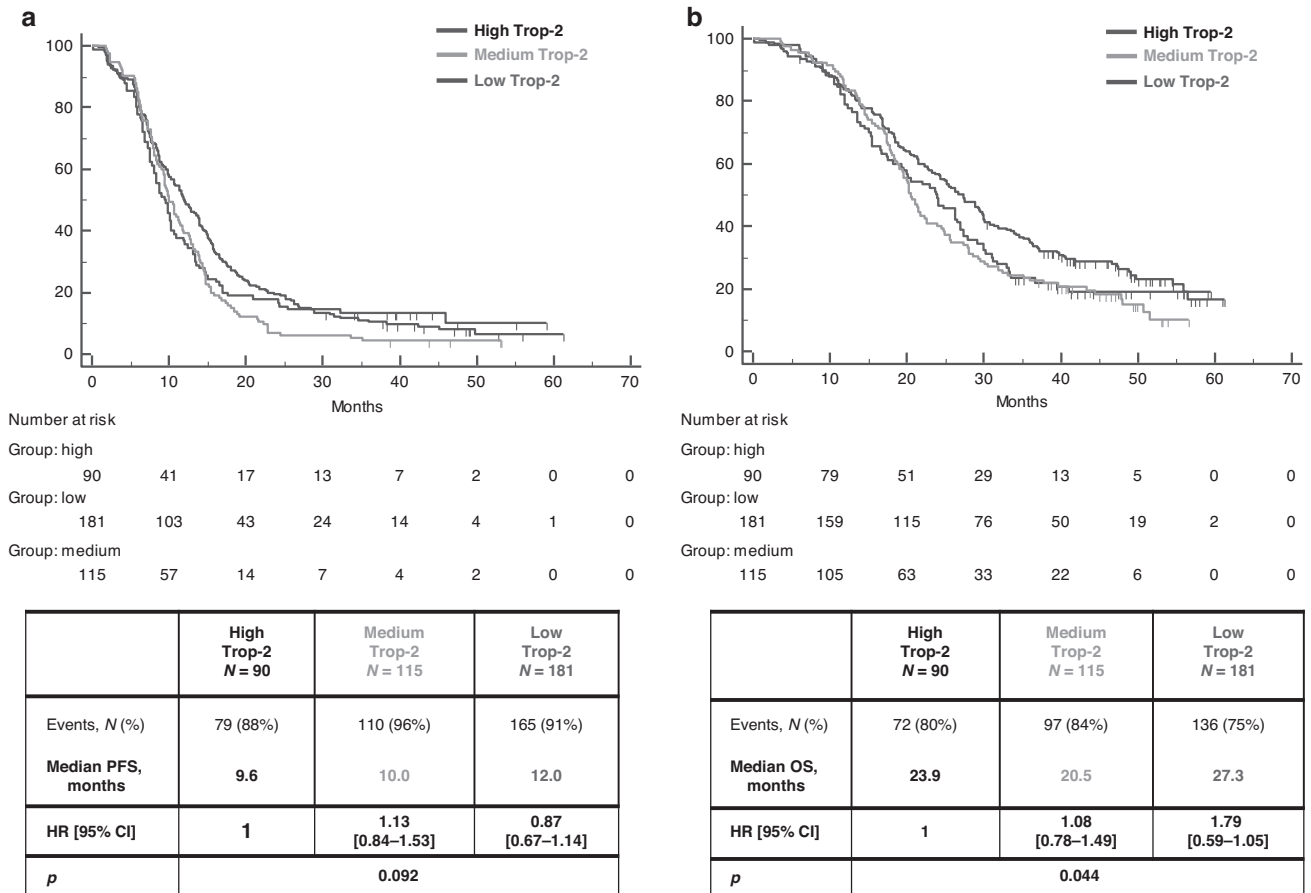 a
High Trop-2
Medium Trop-2
Low Trop-2
100
80
60
40
20
0
0 10 20 30 40 50 60 70
Months
Number at risk
Group: high
90 41 17 13 7 2 0 0
Group: low
181 103 43 24 14 4 1 0
Group: medium
115 57 14 7 4 2 0 0
High Trop-2 N = 90
Medium Trop-2 N = 115
Low Trop-2 N = 181
Events, N (%) 79 (88%) 110 (96%) 165 (91%)
Median PFS, months 9.6 10.0 12.0
HR [95% CI] 1 1.13 [0.84–1.53] 0.87 [0.67–1.14]
p 0.092
b
High Trop-2
Medium Trop-2
Low Trop-2
100
80
60
40
20
0
0 10 20 30 40 50 60 70
Months
Number at risk
Group: high
90 79 51 29 13 5 0 0
Group: low
181 159 115 76 50 19 2 0
Group: medium
115 105 63 33 22 6 0 0
High Trop-2 N = 90
Medium Trop-2 N = 115
Low Trop-2 N = 181
Events, N (%) 72 (80%) 97 (84%) 136 (75%)
Median OS, months 23.9 20.5 27.3
HR [95% CI] 1 1.08 [0.78–1.49] 1.79 [0.59–1.05]
p 0.044